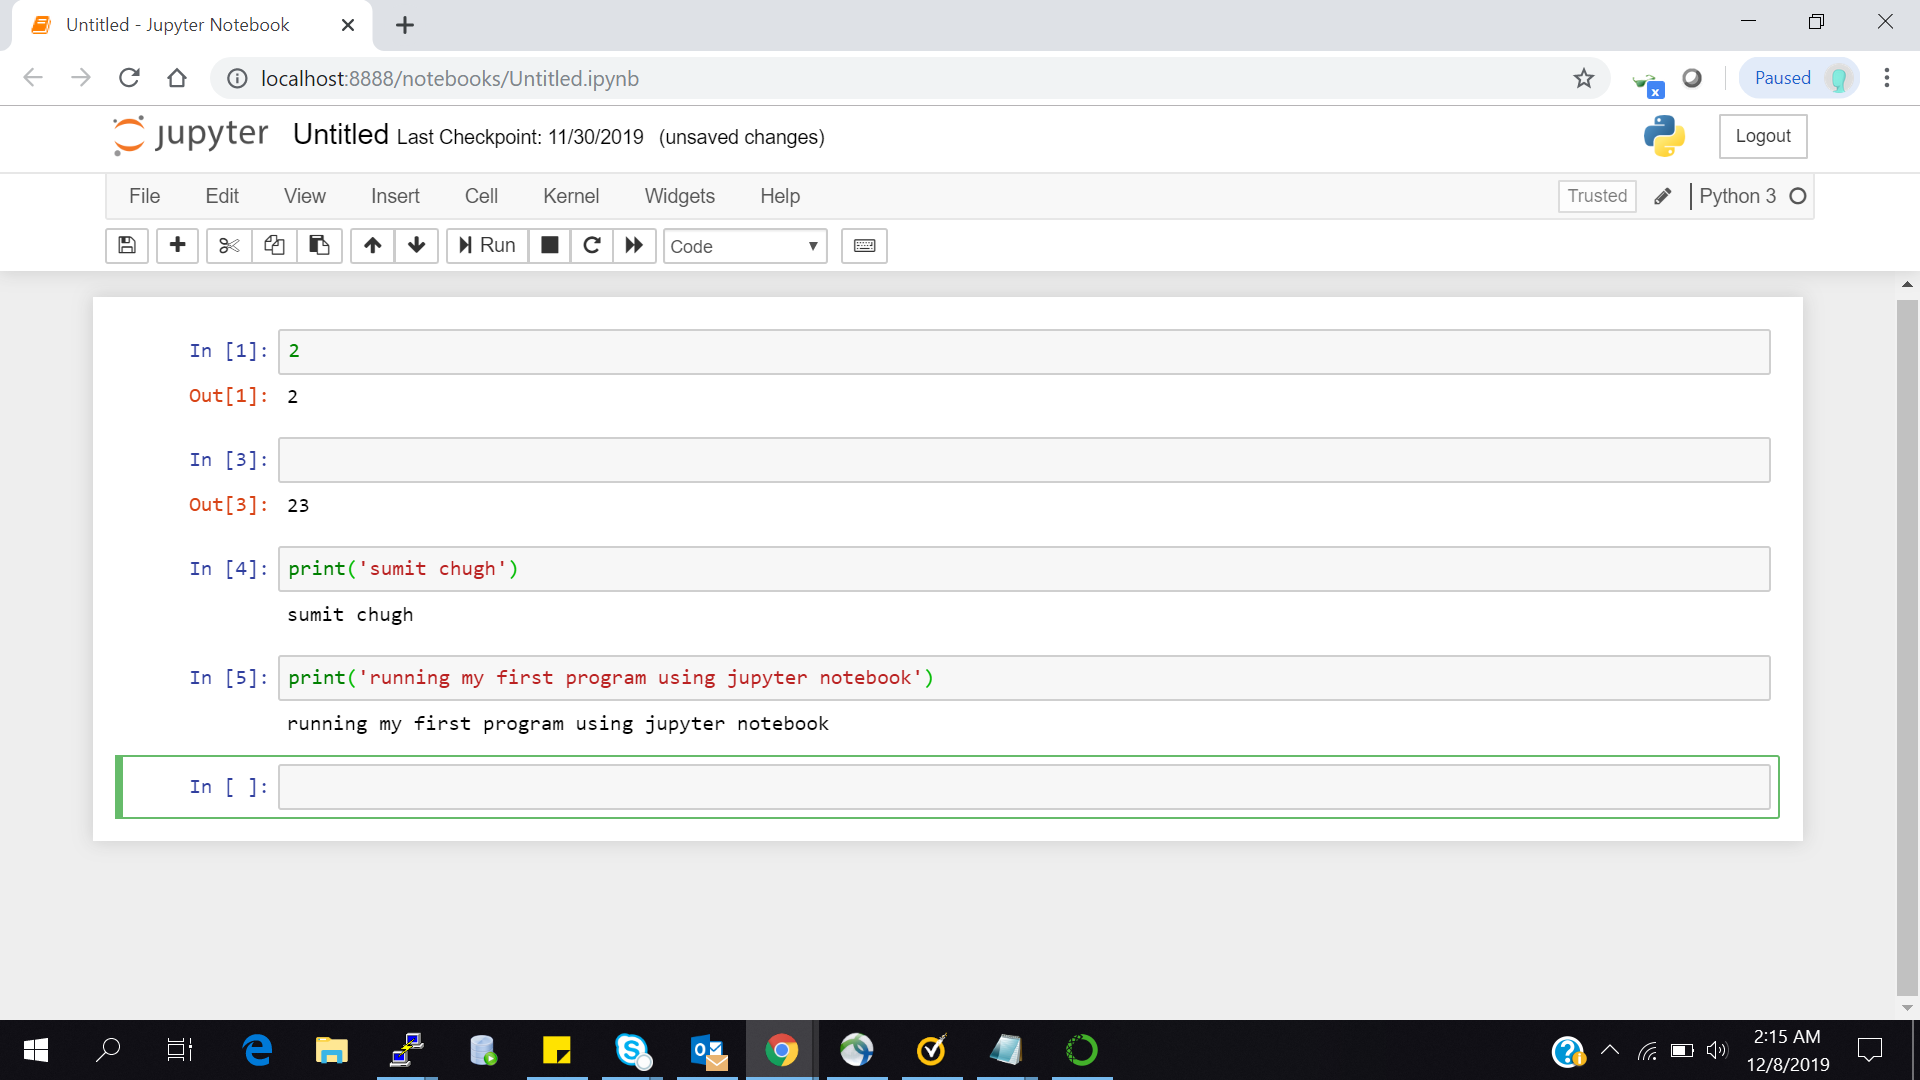 Untitled - Jupyter Notebook
localhost:8888/notebooks/Untitled.ipynb
Paused
jupyter Untitled Last Checkpoint: 11/30/2019 (unsaved changes)
Logout
File Edit View Insert Cell Kernel Widgets Help
Trusted
Python 3
Run
Code
In [1]: 2
Out[1]: 2
In [3]:
Out[3]: 23
In [4]: print('sumit chugh')
sumit chugh
In [5]: print('running my first program using jupyter notebook')
running my first program using jupyter notebook
In [ ]:
2:15 AM
12/8/2019